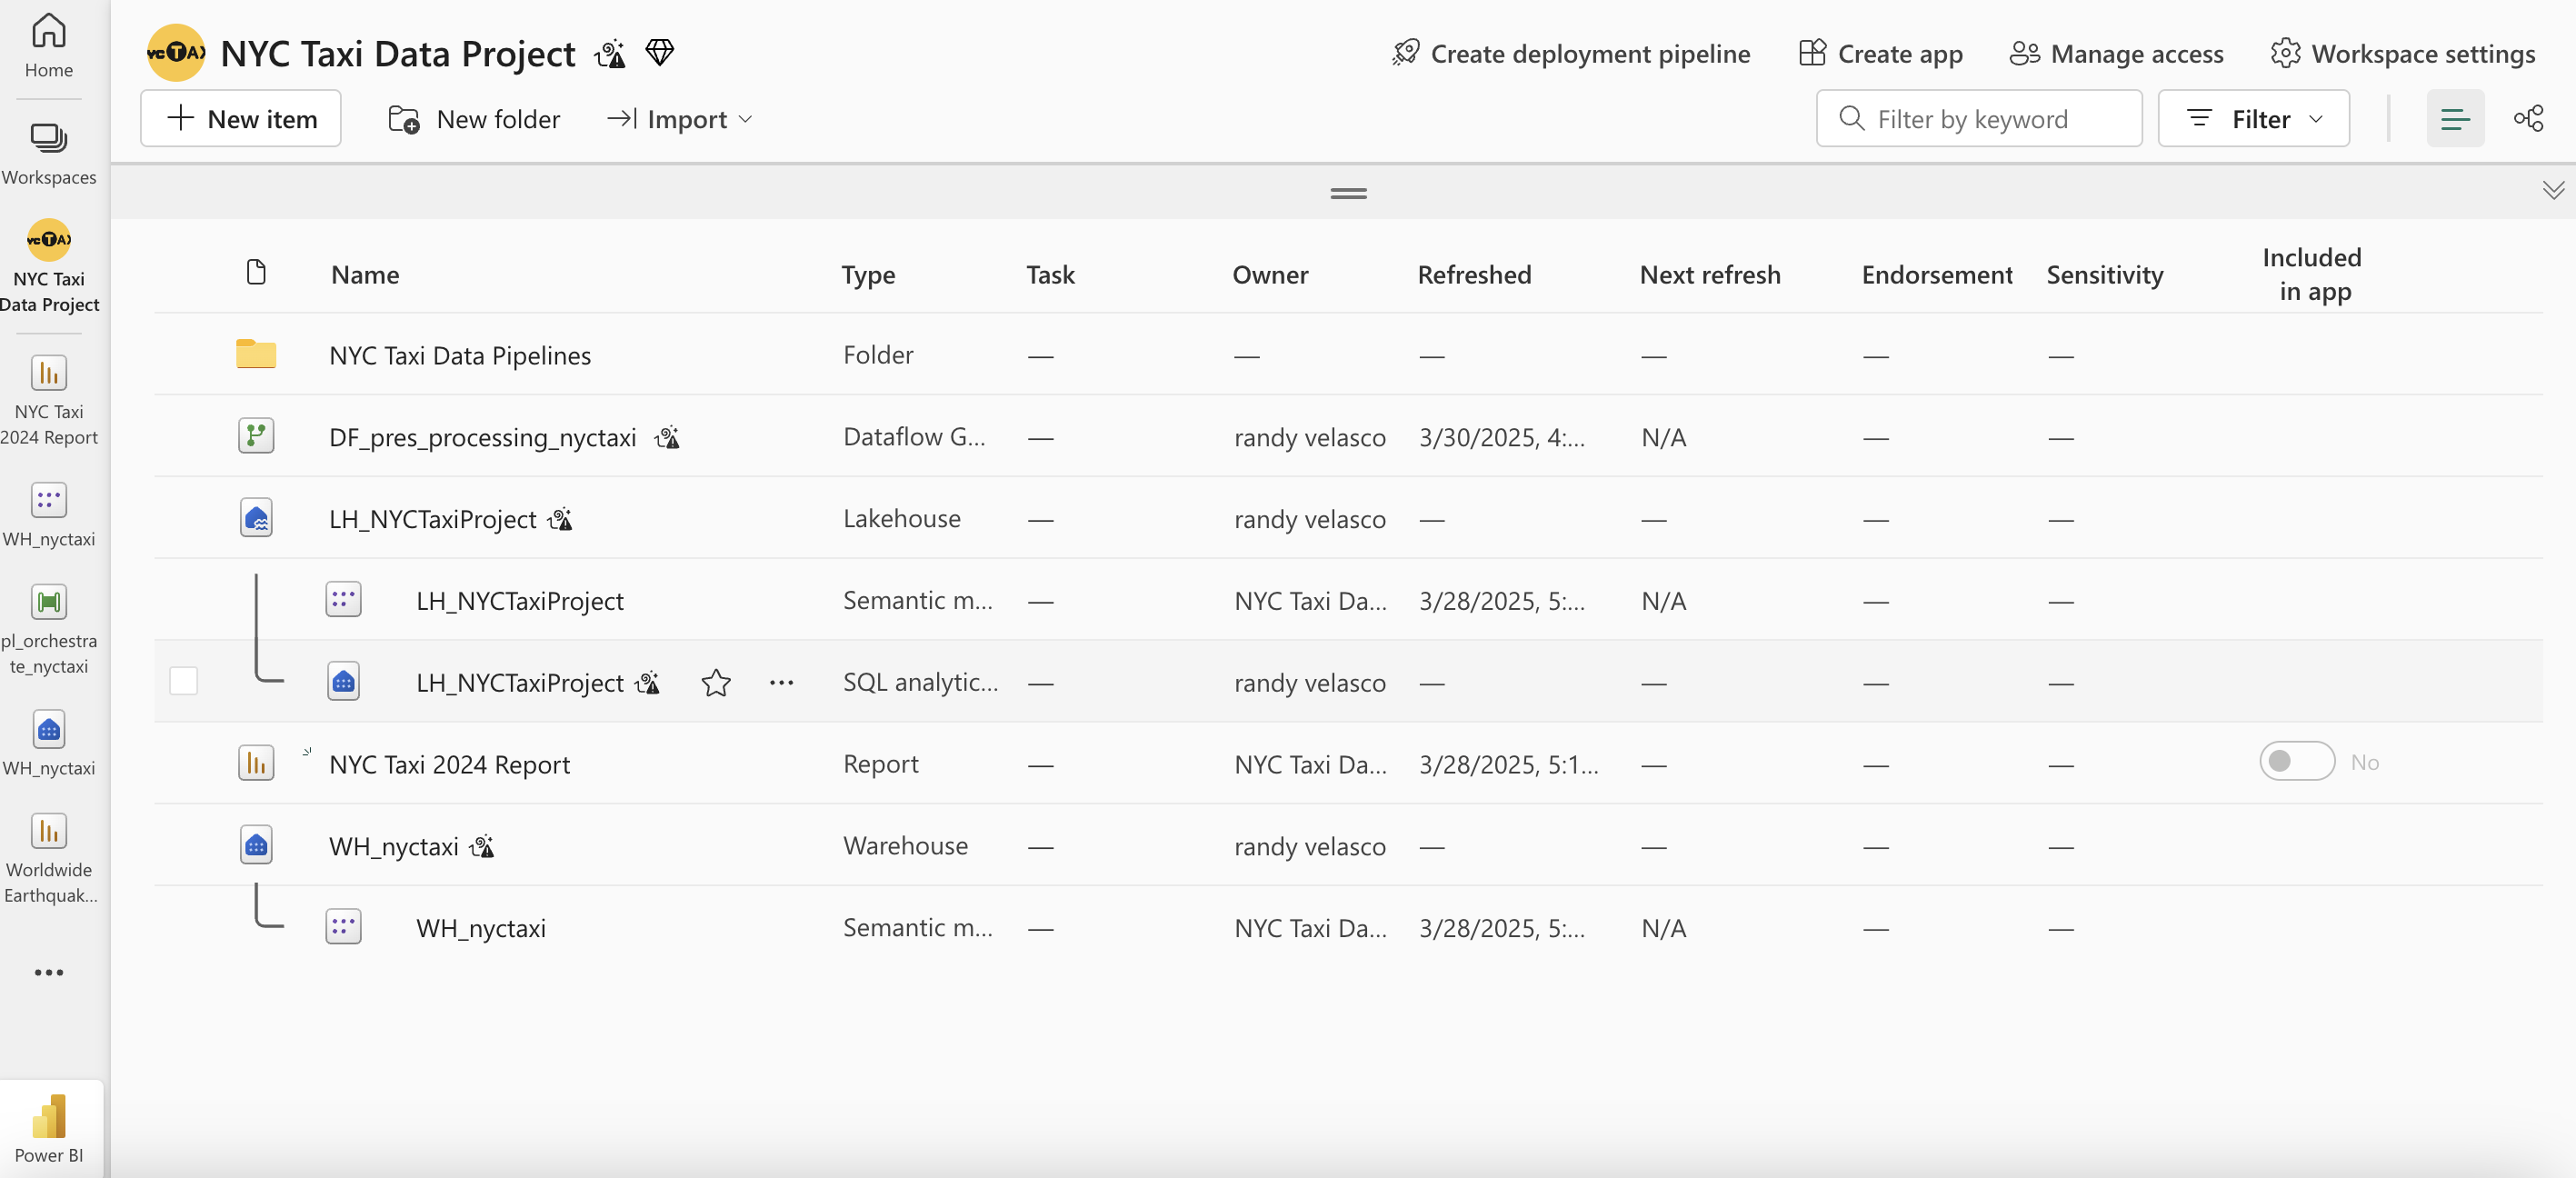 Home
Workspaces
NYC Taxi
Data Project
NYC Taxi
2024 Report
WH_nyctaxi
pl_orchestra
te_nyctaxi
WH_nyctaxi
Worldwide
Earthquak...
Power BI
NYC Taxi Data Project
Create deployment pipeline
Create app
Manage access
Workspace settings
New item
New folder
Import
Filter by keyword
Filter
Name Type Task Owner Refreshed Next refresh Endorsement Sensitivity Included
in app
NYC Taxi Data Pipelines Folder — — — — — —
DF_pres_processing_nyctaxi Dataflow G... — randy velasco 3/30/2025, 4:... N/A — —
LH_NYCTaxiProject Lakehouse — randy velasco — — — —
LH_NYCTaxiProject Semantic m... — NYC Taxi Da... 3/28/2025, 5:... N/A — —
LH_NYCTaxiProject SQL analytic... — randy velasco — — — —
NYC Taxi 2024 Report Report — NYC Taxi Da... 3/28/2025, 5:1... — — — No
WH_nyctaxi Warehouse — randy velasco — — — —
WH_nyctaxi Semantic m... — NYC Taxi Da... 3/28/2025, 5:... N/A — —